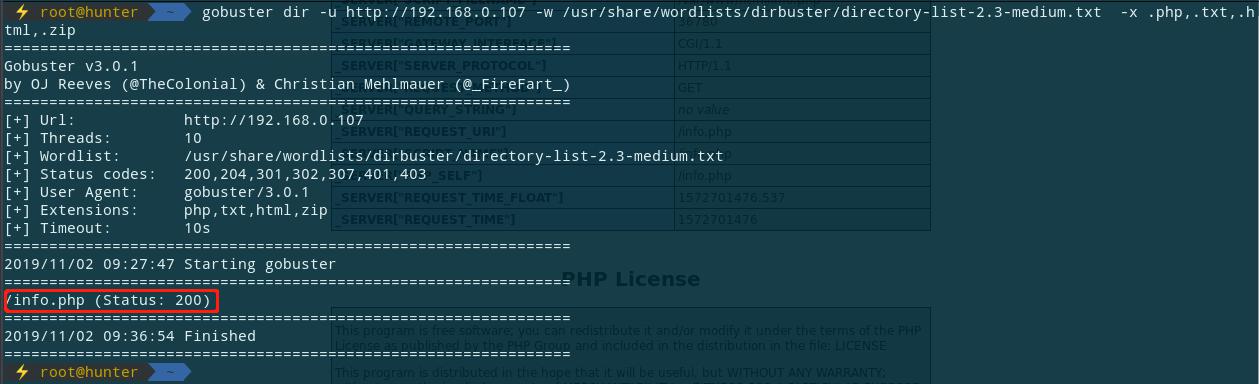 ⚡ root@hunter ~ gobuster dir -u http://192.168.0.107 -w /usr/share/wordlists/dirbuster/directory-list-2.3-medium.txt  -x .php,.txt,.h
tml,.zip
===============================================================
Gobuster v3.0.1
by OJ Reeves (@TheColonial) & Christian Mehlmauer (@_FireFart_)
===============================================================
[+] Url:            http://192.168.0.107
[+] Threads:        10
[+] Wordlist:       /usr/share/wordlists/dirbuster/directory-list-2.3-medium.txt
[+] Status codes:   200,204,301,302,307,401,403
[+] User Agent:     gobuster/3.0.1
[+] Extensions:     php,txt,html,zip
[+] Timeout:        10s
===============================================================
2019/11/02 09:27:47 Starting gobuster
===============================================================
/info.php (Status: 200)
===============================================================
2019/11/02 09:36:54 Finished
===============================================================
⚡ root@hunter ~
_SERVER["REMOTE_PORT"] 36780
_SERVER["GATEWAY_INTERFACE"] CGI/1.1
_SERVER["SERVER_PROTOCOL"] HTTP/1.1
GET
_SERVER["QUERY_STRING"] no value
_SERVER["REQUEST_URI"] /info.php
_SELF"] /info.php
_SERVER["REQUEST_TIME_FLOAT"] 1572701476.537
_SERVER["REQUEST_TIME"] 1572701476
PHP License
This program is free software; you can redistribute it and/or modify it under the terms of the PHP
License as published by the PHP Group and included in the distribution in the file: LICENSE
This program is distributed in the hope that it will be useful, but WITHOUT ANY WARRANTY;